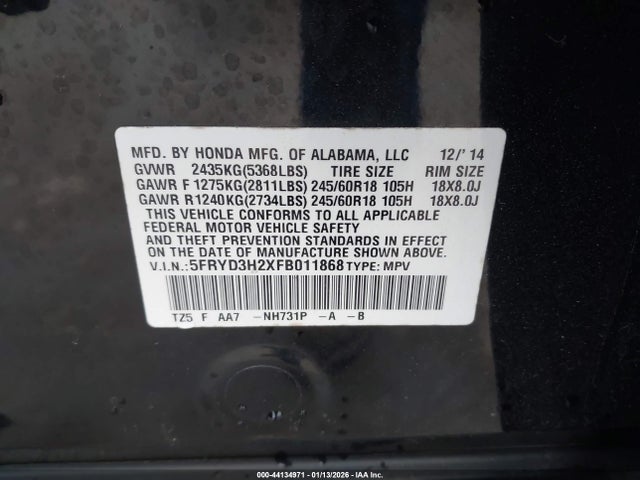 MFD. BY HONDA MFG. OF ALABAMA, LLC 12/' 14
GVWR 2435KG(5368LBS) TIRE SIZE RIM SIZE
GAWR F 1275KG(2811LBS) 245/60R18 105H 18X8.0J
GAWR R1240KG(2734LBS) 245/60R18 105H 18X8.0J
THIS VEHICLE CONFORMS TO ALL APPLICABLE
FEDERAL MOTOR VEHICLE SAFETY
AND THEFT PREVENTION STANDARDS IN EFFECT
ON THE DATE OF MANUFACTURE SHOWN ABOVE.
V.I.N.: 5FRYD3H2XFB011868 TYPE: MPV
TZ5 F AA7 -NH731P -A -B
000-44134971 | 01/13/2026 | IAA Inc.